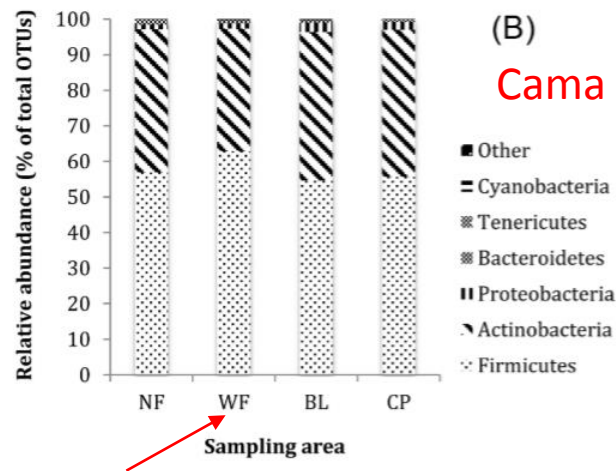 (B)
Cama
Relative abundance (% of total OTUs)
100
90
80
70
60
50
40
30
20
10
0
NF WF BL CP
Sampling area
Other
Cyanobacteria
Tenericutes
Bacteroidetes
Proteobacteria
Actinobacteria
Firmicutes